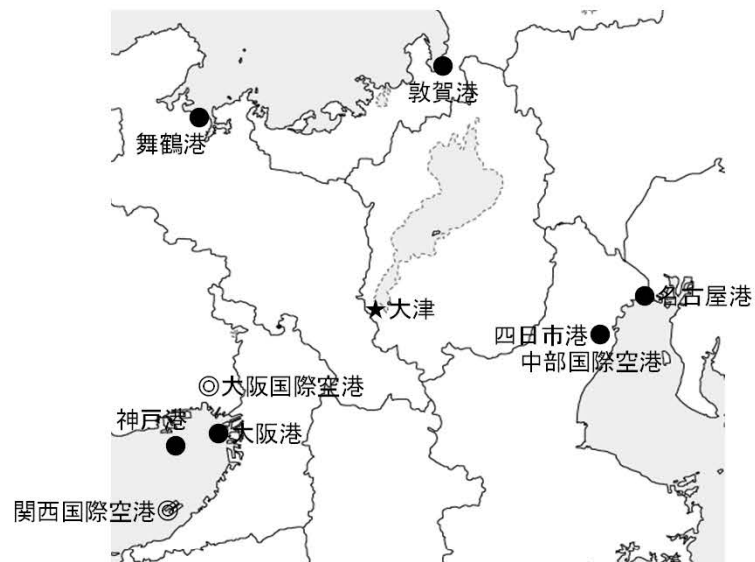 敦賀港
舞鶴港
名古屋港
★大津
四日市港
中部国際空港
◎大阪国際空港
神戸港
大阪港
関西国際空港◎